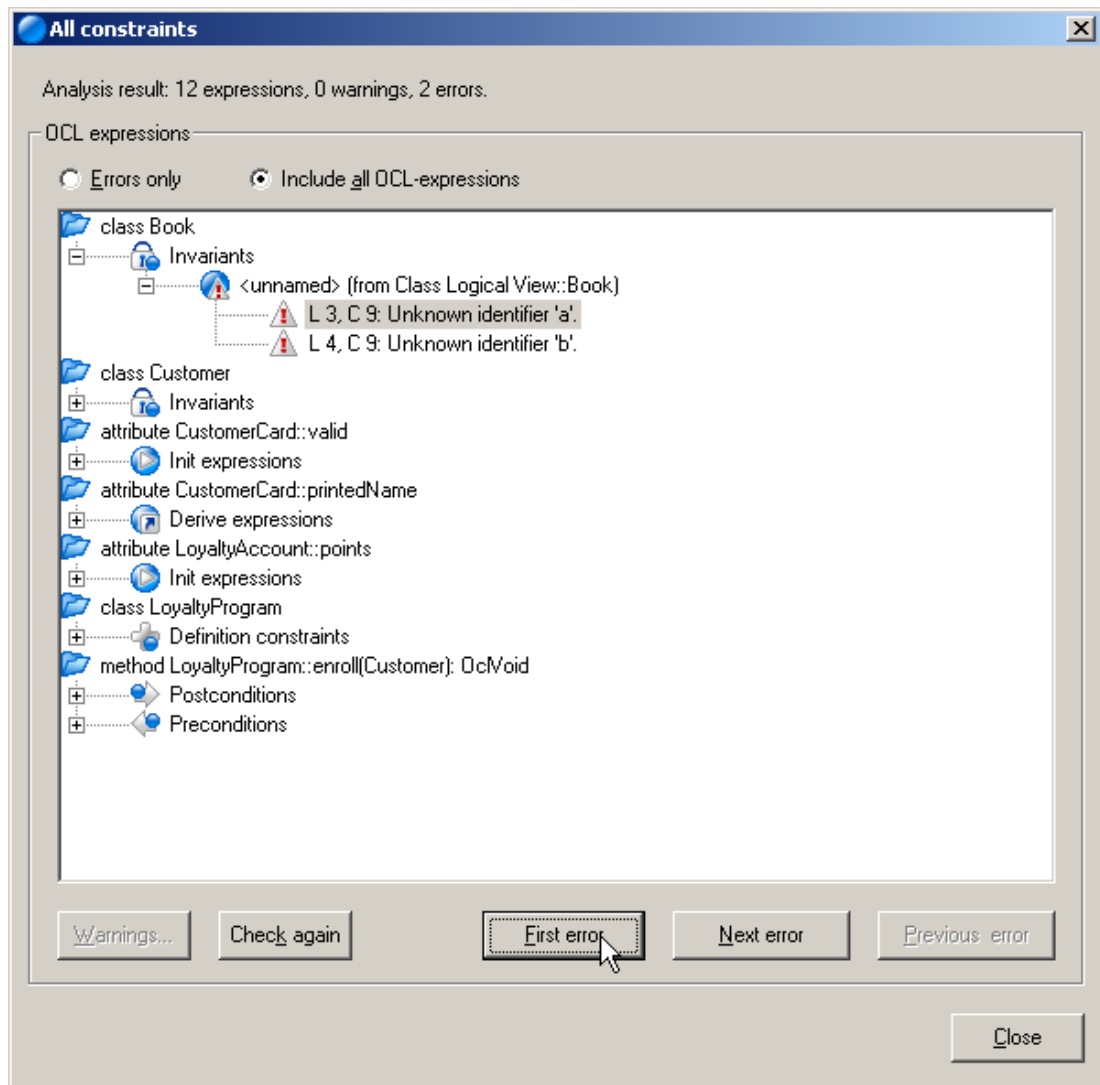 All constraints
Analysis result: 12 expressions, 0 warnings, 2 errors.
OCL expressions
Errors only
Include all OCL-expressions
class Book
Invariants
<unnamed> (from Class Logical View::Book)
L 3, C 9: Unknown identifier 'a'.
L 4, C 9: Unknown identifier 'b'.
class Customer
Invariants
attribute CustomerCard::valid
Init expressions
attribute CustomerCard::printedName
Derive expressions
attribute LoyaltyAccount::points
Init expressions
class LoyaltyProgram
Definition constraints
method LoyaltyProgram::enroll(Customer): OclVoid
Postconditions
Preconditions
Warnings...
Check again
First error
Next error
Previous error
Close